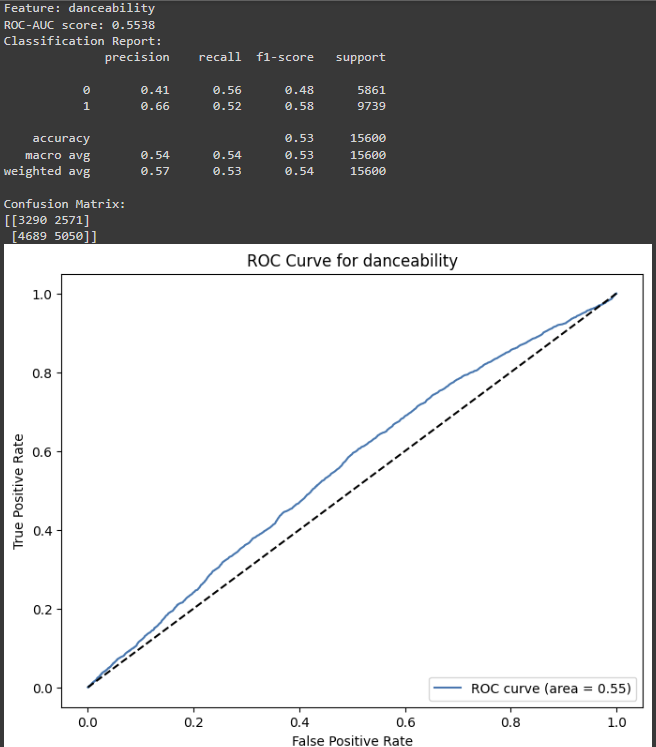 Feature: danceability
ROC-AUC score: 0.5538
Classification Report:
precision recall f1-score support
0 0.41 0.56 0.48 5861
1 0.66 0.52 0.58 9739
accuracy 0.53 15600
macro avg 0.54 0.54 0.53 15600
weighted avg 0.57 0.53 0.54 15600
Confusion Matrix:
[[3290 2571]
[4689 5050]]
ROC Curve for danceability
1.0
0.8
0.6
0.4
0.2
0.0
True Positive Rate
ROC curve (area = 0.55)
0.0 0.2 0.4 0.6 0.8 1.0
False Positive Rate